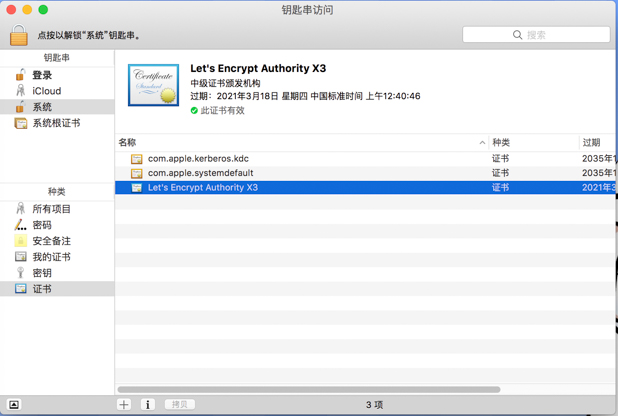 钥匙串访问
点按以解锁“系统”钥匙串。
搜索
钥匙串
登录
iCloud
系统
系统根证书
种类
所有项目
密码
安全备注
我的证书
密钥
证书
Certificate
Standard
Let's Encrypt Authority X3
中级证书颁发机构
过期：2021年3月18日 星期四 中国标准时间 上午12:40:46
此证书有效
名称 种类 过期
com.apple.kerberos.kdc 证书 2035年1
com.apple.systemdefault 证书 2035年1
Let's Encrypt Authority X3 证书 2021年3
拷贝
3 项